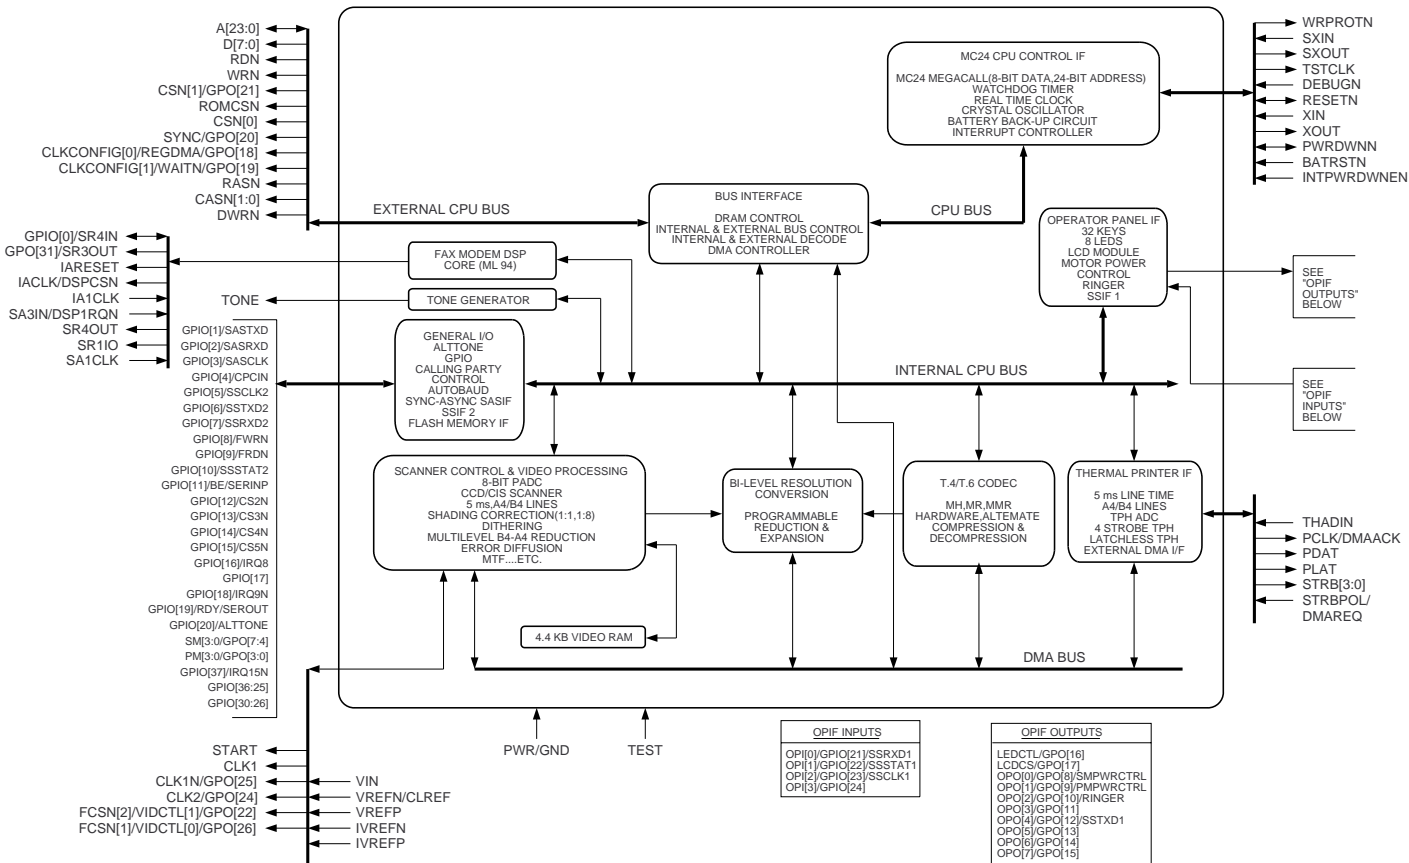 A[23:0]
D[7:0]
RDN
WRN
CSN[1]/GPO[21]
ROMCSN
CSN[0]
SYNC/GPO[20]
CLKCONFIG[0]/REGDMA/GPO[18]
CLKCONFIG[1]/WAITN/GPO[19]
RASN
CASN[1:0]
DWRN
GPIO[0]/SR4IN
GPO[31]/SR3OUT
IARESET
IACLK/DSPCSN
IA1CLK
SA3IN/DSP1RQN
SR4OUT
SR1IO
SA1CLK
TONE
GPIO[1]/SASTXD
GPIO[2]/SASRXD
GPIO[3]/SASCLK
GPIO[4]/CPCIN
GPIO[5]/SSCLK2
GPIO[6]/SSTXD2
GPIO[7]/SSRXD2
GPIO[8]/FWRN
GPIO[9]/FRDN
GPIO[10]/SSSTAT2
GPIO[11]/BE/SERINP
GPIO[12]/CS2N
GPIO[13]/CS3N
GPIO[14]/CS4N
GPIO[15]/CS5N
GPIO[16]/IRQ8
GPIO[17]
GPIO[18]/IRQ9N
GPIO[19]/RDY/SEROUT
GPIO[20]/ALTTONE
SM[3:0/GPO[7:4]
PM[3:0/GPO[3:0]
GPIO[37]/IRQ15N
GPIO[36:25]
GPIO[30:26]
START
CLK1
CLK1N/GPO[25]
CLK2/GPO[24]
FCSN[2]/VIDCTL[1]/GPO[22]
FCSN[1]/VIDCTL[0]/GPO[26]
VIN
VREFN/CLREF
VREFP
IVREFN
IVREFP
EXTERNAL CPU BUS
FAX MODEM DSP
CORE (ML 94)
TONE GENERATOR
GENERAL I/O
ALTTONE
GPIO
CALLING PARTY
CONTROL
AUTOBAUD
SYNC-ASYNC SASIF
SSIF 2
FLASH MEMORY IF
MC24 CPU CONTROL IF
MC24 MEGACALL(8-BIT DATA,24-BIT ADDRESS)
WATCHDOG TIMER
REAL TIME CLOCK
CRYSTAL OSCILLATOR
BATTERY BACK-UP CIRCUIT
INTERRUPT CONTROLLER
BUS INTERFACE
DRAM CONTROL
INTERNAL & EXTERNAL BUS CONTROL
INTERNAL & EXTERNAL DECODE
DMA CONTROLLER
CPU BUS
OPERATOR PANEL IF
32 KEYS
8 LEDS
LCD MODULE
MOTOR POWER
CONTROL
RINGER
SSIF 1
INTERNAL CPU BUS
SCANNER CONTROL & VIDEO PROCESSING
8-BIT PADC
CCD/CIS SCANNER
5 ms,A4/B4 LINES
SHADING CORRECTION(1:1,1:8)
DITHERING
MULTILEVEL B4-A4 REDUCTION
ERROR DIFFUSION
MTF....ETC.
BI-LEVEL RESOLUTION
CONVERSION
PROGRAMMABLE
REDUCTION &
EXPANSION
T.4/T.6 CODEC
MH,MR,MMR
HARDWARE,ALTEMATE
COMPRESSION &
DECOMPRESSION
THERMAL PRINTER IF
5 ms LINE TIME
A4/B4 LINES
TPH ADC
4 STROBE TPH
LATCHLESS TPH
EXTERNAL DMA I/F
4.4 KB VIDEO RAM
DMA BUS
PWR/GND
TEST
WRPROTN
SXIN
SXOUT
TSTCLK
DEBUGN
RESETN
XIN
XOUT
PWRDWNN
BATRSTN
INTPWRDWNEN
SEE
"OPIF
OUTPUTS"
BELOW
SEE
"OPIF
INPUTS"
BELOW
THADIN
PCLK/DMAACK
PDAT
PLAT
STRB[3:0]
STRBPOL/
DMAREQ
OPIF INPUTS
OPI[0]/GPIO[21]/SSRXD1
OPI[1]/GPIO[22]/SSSTAT1
OPI[2]/GPIO[23]/SSCLK1
OPI[3]/GPIO[24]
OPIF OUTPUTS
LEDCTL/GPO[16]
LCDCS/GPO[17]
OPO[0]/GPO[8]/SMPWRCTRL
OPO[1]/GPO[9]/PMPWRCTRL
OPO[2]/GPO[10]/RINGER
OPO[3]/GPO[11]
OPO[4]/GPO[12]/SSTXD1
OPO[5]/GPO[13]
OPO[6]/GPO[14]
OPO[7]/GPO[15]